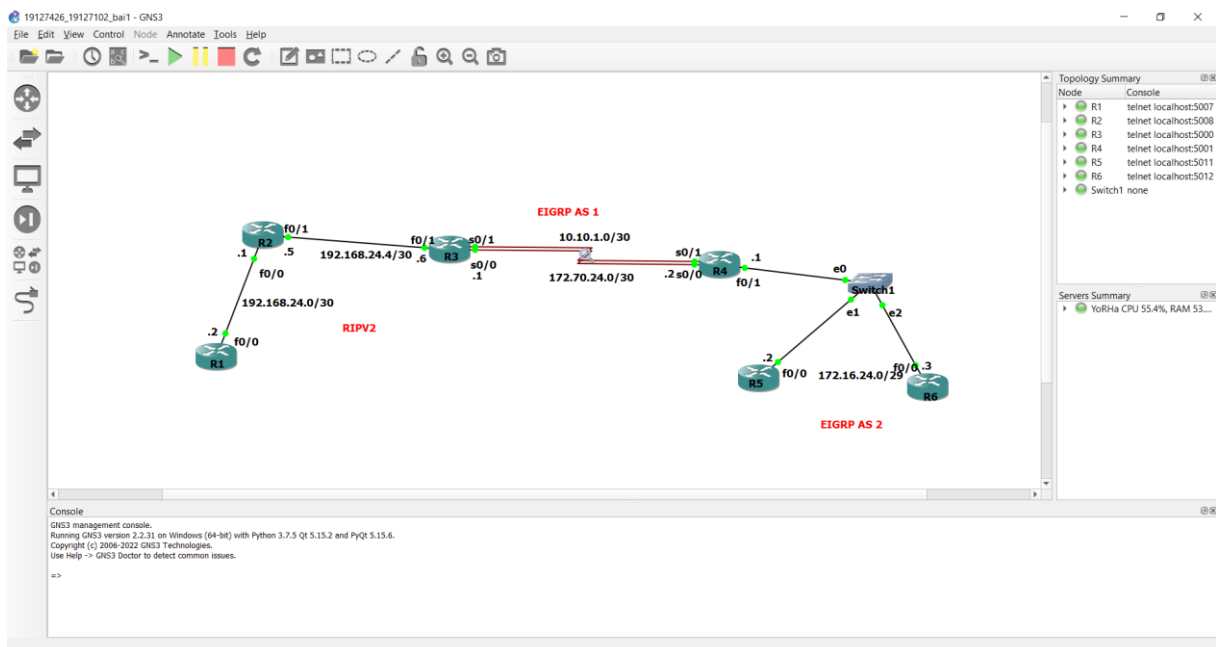 19127426_19127102_bai1 - GNS3
File Edit View Control Node Annotate Tools Help
Topology Summary
Node Console
R1 telnet localhost:5007
R2 telnet localhost:5008
R3 telnet localhost:5000
R4 telnet localhost:5001
R5 telnet localhost:5011
R6 telnet localhost:5012
Switch1 none
Servers Summary
YoRHa CPU 55.4%, RAM 53....
EIGRP AS 1
10.10.1.0/30
R2
f0/1
.1
.5
f0/0
192.168.24.4/30
f0/1
.6
R3
s0/1
s0/0
.1
172.70.24.0/30
s0/1
.2
s0/0
R4
.1
f0/1
e0
Switch1
e1
e2
192.168.24.0/30
RIPV2
.2
f0/0
R1
.2
f0/0
R5
172.16.24.0/29
f0/0
.3
R6
EIGRP AS 2
Console
GNS3 management console.
Running GNS3 version 2.2.31 on Windows (64-bit) with Python 3.7.5 Qt 5.15.2 and PyQt 5.15.6.
Copyright (c) 2006-2022 GNS3 Technologies.
Use Help -> GNS3 Doctor to detect common issues.
=>